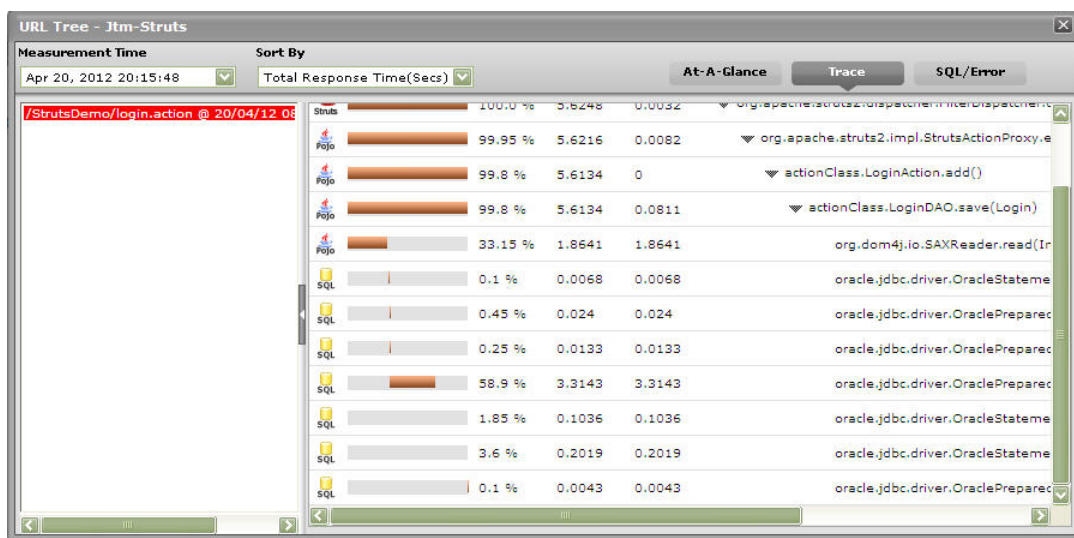 URL Tree - Jtm-Struts
Measurement Time
Sort By
Apr 20, 2012 20:15:48
Total Response Time(Secs)
At-A-Glance
Trace
SQL/Error
/StrutsDemo/login.action @ 20/04/12 08
Struts 100.0 % 5.6248 0.0032 org.apache.struts2.dispatcher.FilterDispatcher.
Pojo 99.95 % 5.6216 0.0082 org.apache.struts2.impl.StrutsActionProxy.e
Pojo 99.8 % 5.6134 0 actionClass.LoginAction.add()
Pojo 99.8 % 5.6134 0.0811 actionClass.LoginDAO.save(Login)
Pojo 33.15 % 1.8641 1.8641 org.dom4j.io.SAXReader.read(In
SQL 0.1 % 0.0068 0.0068 oracle.jdbc.driver.OracleStateme
SQL 0.45 % 0.024 0.024 oracle.jdbc.driver.OraclePrepared
SQL 0.25 % 0.0133 0.0133 oracle.jdbc.driver.OraclePrepared
SQL 58.9 % 3.3143 3.3143 oracle.jdbc.driver.OraclePrepared
SQL 1.85 % 0.1036 0.1036 oracle.jdbc.driver.OracleStateme
SQL 3.6 % 0.2019 0.2019 oracle.jdbc.driver.OracleStateme
SQL 0.1 % 0.0043 0.0043 oracle.jdbc.driver.OraclePrepared